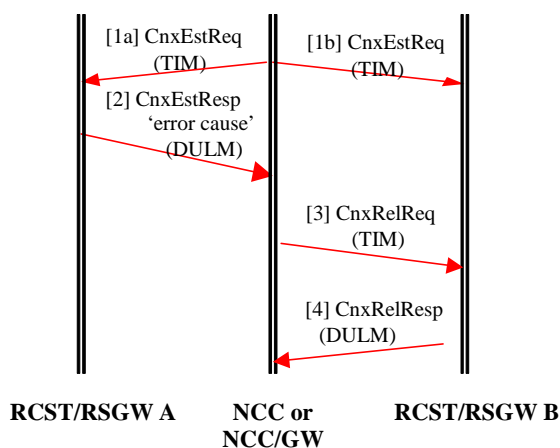 [1a] CnxEstReq
(TIM)
[1b] CnxEstReq
(TIM)
[2] CnxEstResp
‘error cause’
(DULM)
[3] CnxRelReq
(TIM)
[4] CnxRelResp
(DULM)
RCST/RSGW A
NCC or
NCC/GW
RCST/RSGW B